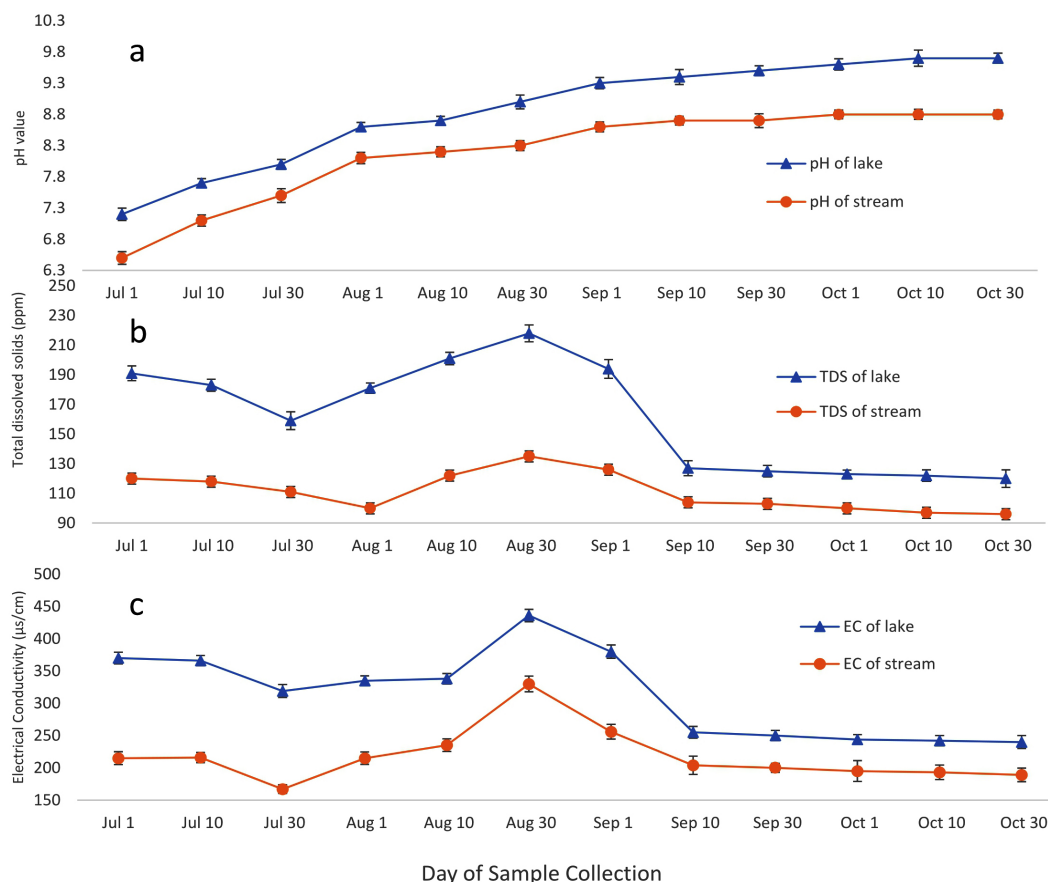 a
pH value
10.3
9.8
9.3
8.8
8.3
7.8
7.3
6.8
6.3
pH of lake
pH of stream
Jul 1 Jul 10 Jul 30 Aug 1 Aug 10 Aug 30 Sep 1 Sep 10 Sep 30 Oct 1 Oct 10 Oct 30
b
Total dissolved solids (ppm)
250
230
210
190
170
150
130
110
90
TDS of lake
TDS of stream
Jul 1 Jul 10 Jul 30 Aug 1 Aug 10 Aug 30 Sep 1 Sep 10 Sep 30 Oct 1 Oct 10 Oct 30
c
Electrical Conductivity (µs/cm)
500
450
400
350
300
250
200
150
EC of lake
EC of stream
Jul 1 Jul 10 Jul 30 Aug 1 Aug 10 Aug 30 Sep 1 Sep 10 Sep 30 Oct 1 Oct 10 Oct 30
Day of Sample Collection